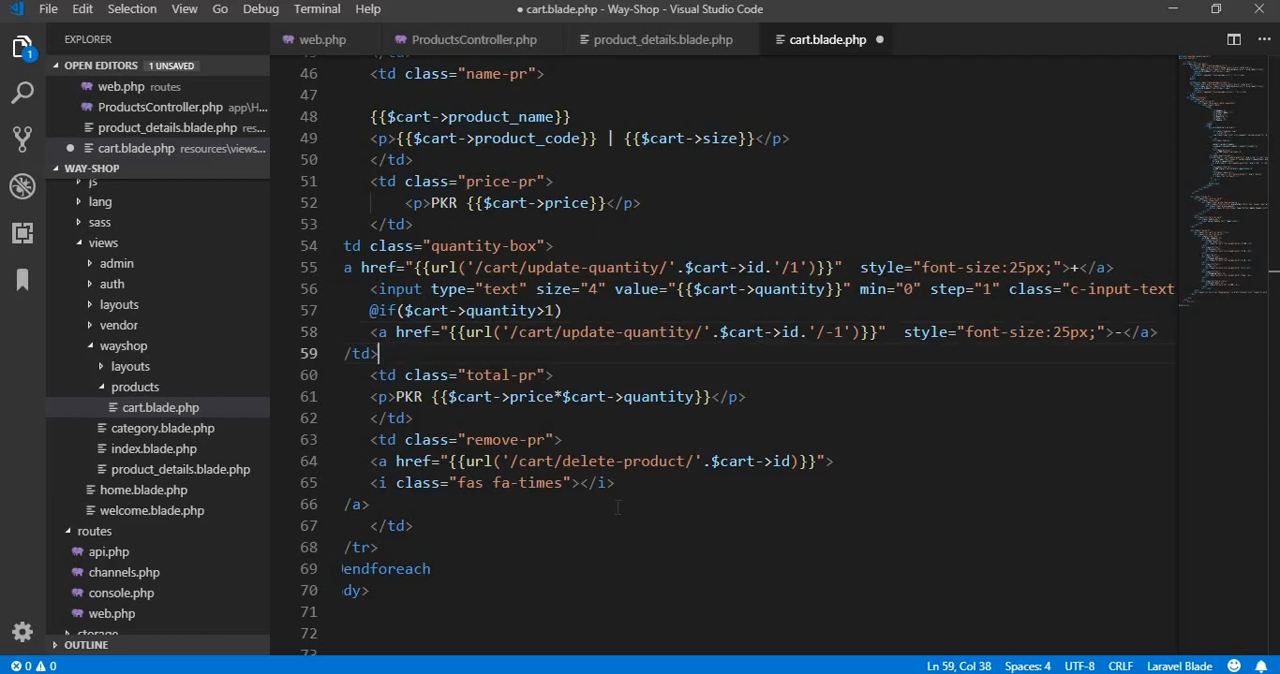 File Edit Selection View Go Debug Terminal Help ● cart.blade.php - Way-Shop - Visual Studio Code
EXPLORER
web.php ProductsController.php product_details.blade.php cart.blade.php
1
OPEN EDITORS 1 UNSAVED
web.php routes
ProductsController.php app\H...
product_details.blade.php res...
cart.blade.php resources\views...
WAY-SHOP
js
lang
sass
views
admin
auth
layouts
vendor
wayshop
layouts
products
cart.blade.php
category.blade.php
index.blade.php
product_details.blade.php
home.blade.php
welcome.blade.php
routes
api.php
channels.php
console.php
web.php
storage
OUTLINE
46 <td class="name-pr">
47
48 {{$cart->product_name}}
49 <p>{{$cart->product_code}} | {{$cart->size}}</p>
50 </td>
51 <td class="price-pr">
52 <p>PKR {{$cart->price}}</p>
53 </td>
54 td class="quantity-box">
55 a href="{{url('/cart/update-quantity/'.$cart->id.'/1')}}"  style="font-size:25px;">+</a>
56 <input type="text" size="4" value="{{$cart->quantity}}" min="0" step="1" class="c-input-text
57 @if($cart->quantity>1)
58 <a href="{{url('/cart/update-quantity/'.$cart->id.'/-1')}}"  style="font-size:25px;">-</a>
59 /td>
60 <td class="total-pr">
61 <p>PKR {{$cart->price*$cart->quantity}}</p>
62 </td>
63 <td class="remove-pr">
64 <a href="{{url('/cart/delete-product/'.$cart->id)}}">
65 <i class="fas fa-times"></i>
66 /a>
67 </td>
68 /tr>
69 endforeach
70 dy>
71
72
73
0 0 Ln 59, Col 38 Spaces: 4 UTF-8 CRLF Laravel Blade